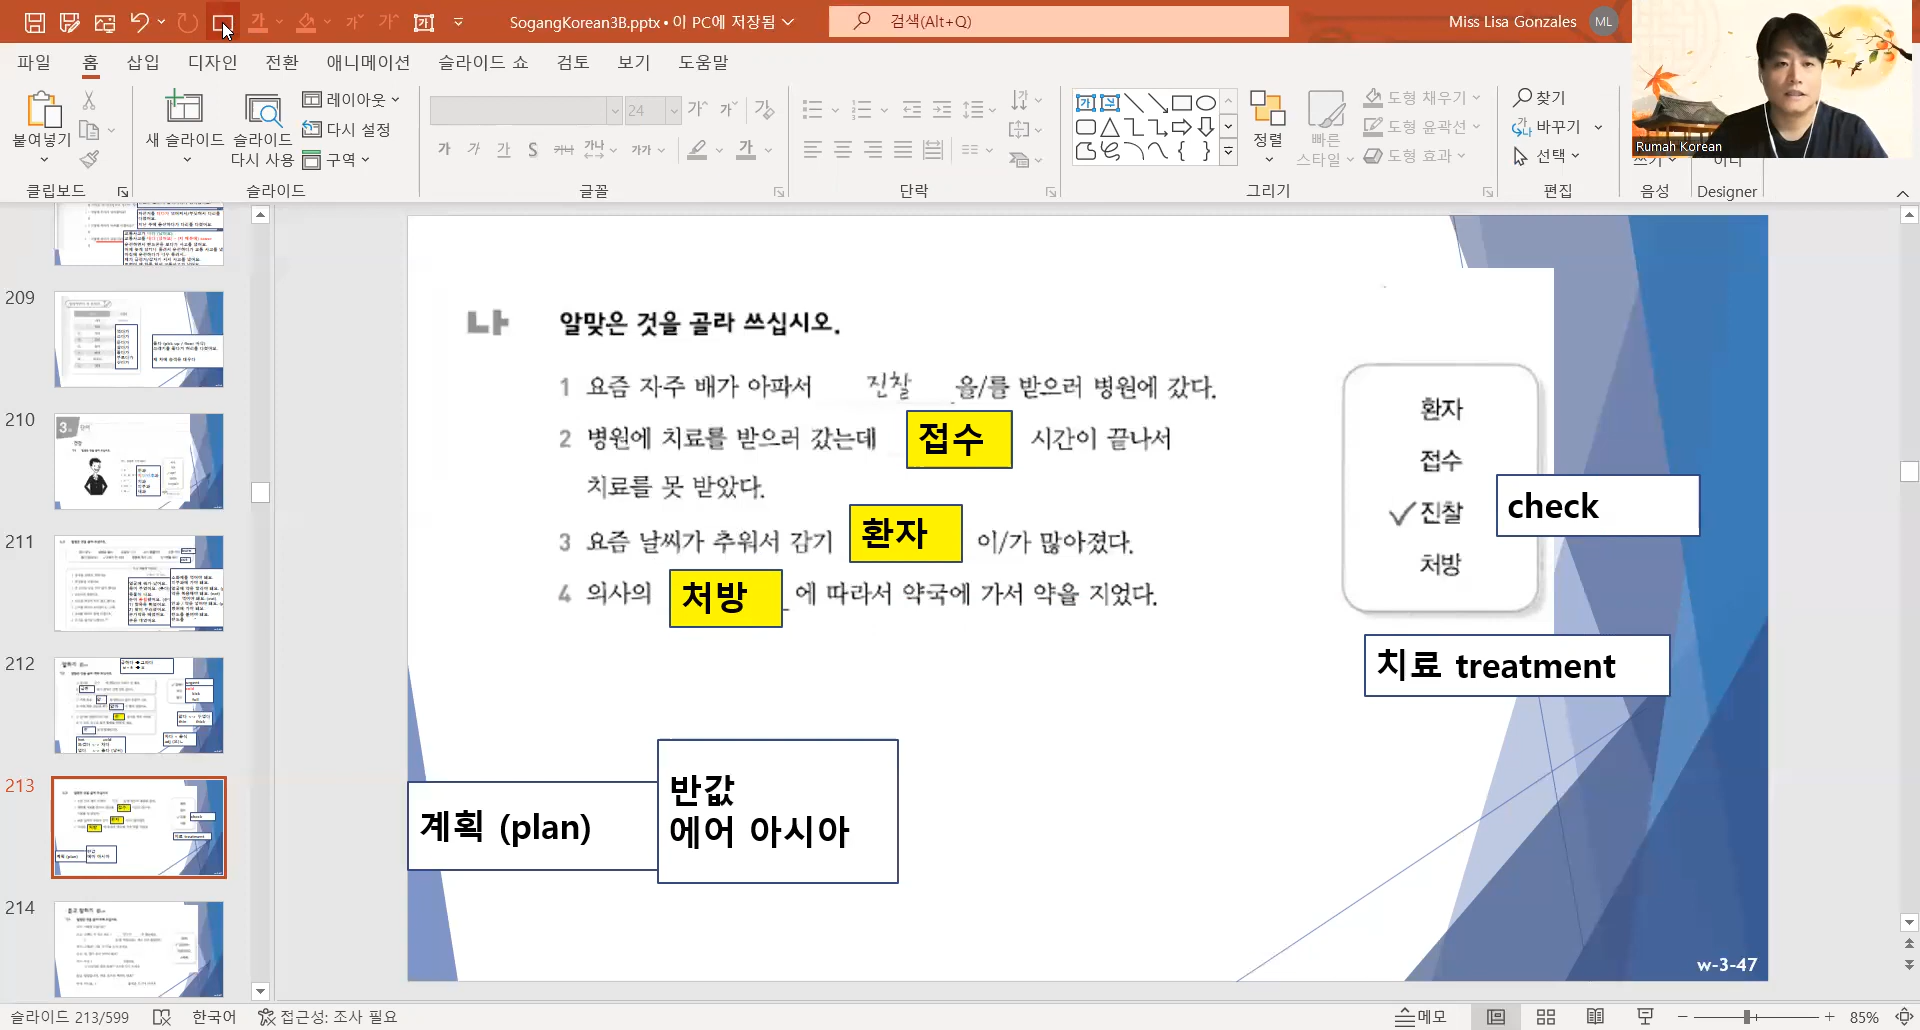 SogangKorean3B.pptx • 이 PC에 저장됨
검색(Alt+Q)
Miss Lisa Gonzales
ML
파일 홈 삽입 디자인 전환 애니메이션 슬라이드 쇼 검토 보기 도움말
붙여넣기
클립보드
새 슬라이드
슬라이드 다시 사용
레이아웃
다시 설정
구역
슬라이드
24
글꼴
단락
정렬
빠른 스타일
도형 채우기
도형 윤곽선
도형 효과
그리기
찾기
바꾸기
선택
편집
음성
Designer
Rumah Korean
209
210
211
212
213
214
나 알맞은 것을 골라 쓰십시오.
1 요즘 자주 배가 아파서 진찰 을/를 받으러 병원에 갔다.
2 병원에 치료를 받으러 갔는데 접수 시간이 끝나서
치료를 못 받았다.
3 요즘 날씨가 추워서 감기 환자 이/가 많아졌다.
4 의사의 처방 에 따라서 약국에 가서 약을 지었다.
환자
접수
✓진찰
처방
check
치료 treatment
계획 (plan)
반값
에어 아시아
w-3-47
슬라이드 213/599
한국어
접근성: 조사 필요
메모
85%